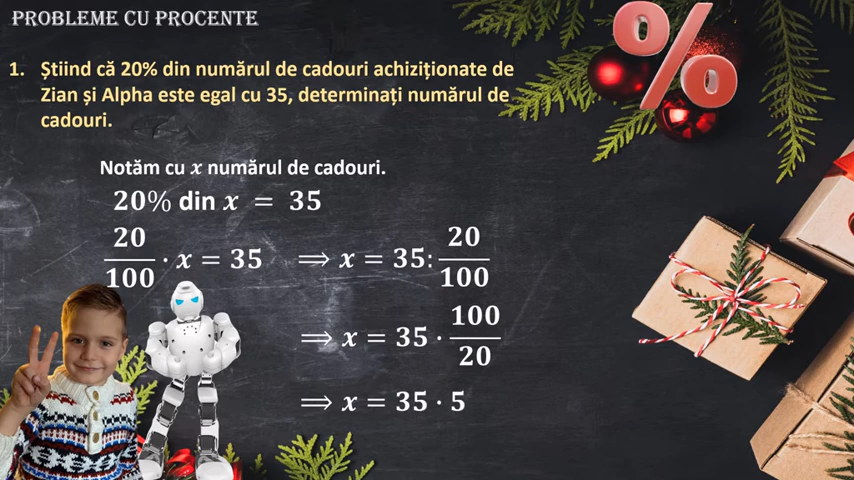 PROBLEME CU PROCENTE
%
1. Știind că 20% din numărul de cadouri achiziționate de
Zian și Alpha este egal cu 35, determinați numărul de
cadouri.
Notăm cu x numărul de cadouri.
20% din x = 35
20/100 · x = 35 ⟹ x = 35: 20/100
⟹ x = 35 · 100/20
⟹ x = 35 · 5